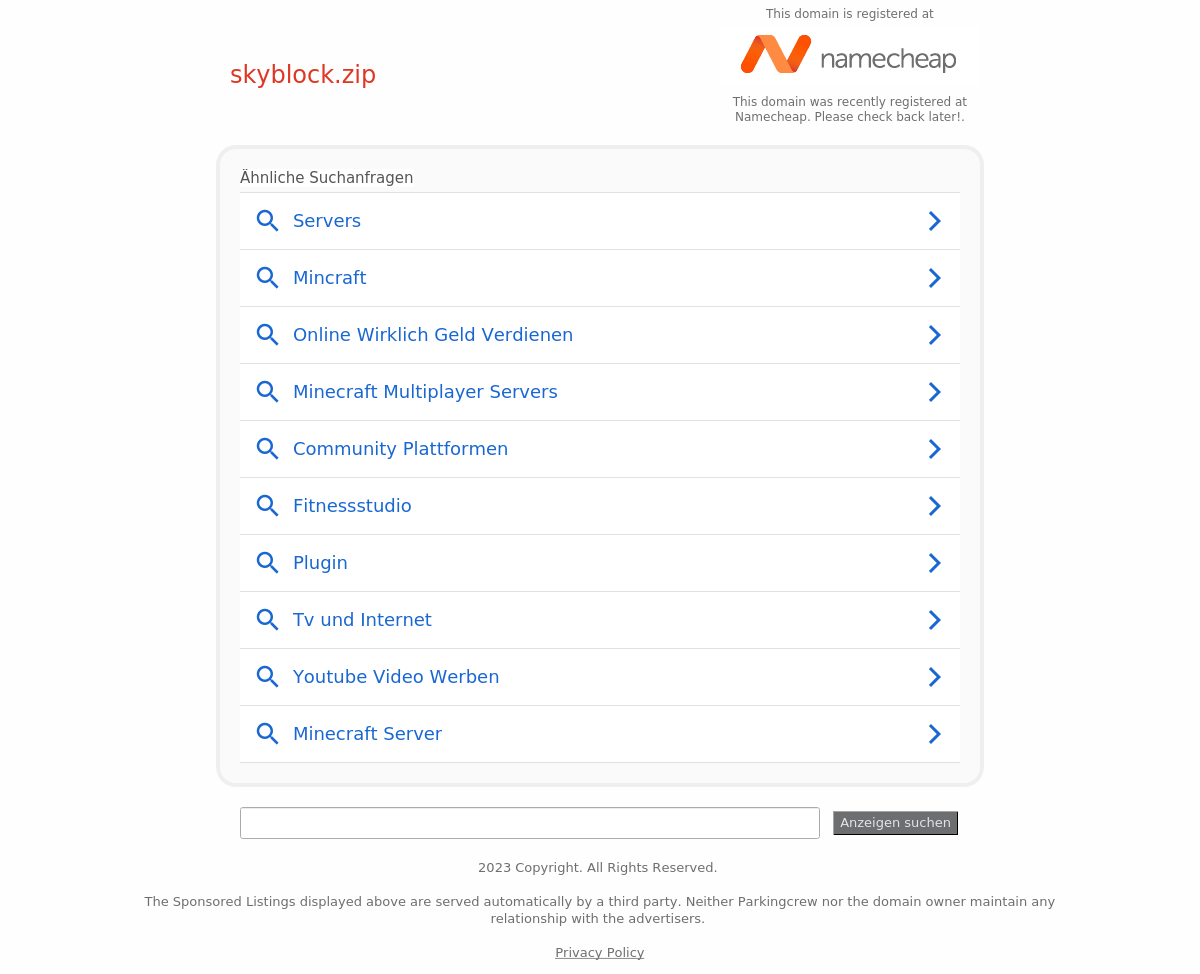 This domain is registered at
namecheap
skyblock.zip
This domain was recently registered at
Namecheap. Please check back later!.
Ähnliche Suchanfragen
Servers
Mincraft
Online Wirklich Geld Verdienen
Minecraft Multiplayer Servers
Community Plattformen
Fitnessstudio
Plugin
Tv und Internet
Youtube Video Werben
Minecraft Server
Anzeigen suchen
2023 Copyright. All Rights Reserved.
The Sponsored Listings displayed above are served automatically by a third party. Neither Parkingcrew nor the domain owner maintain any
relationship with the advertisers.
Privacy Policy